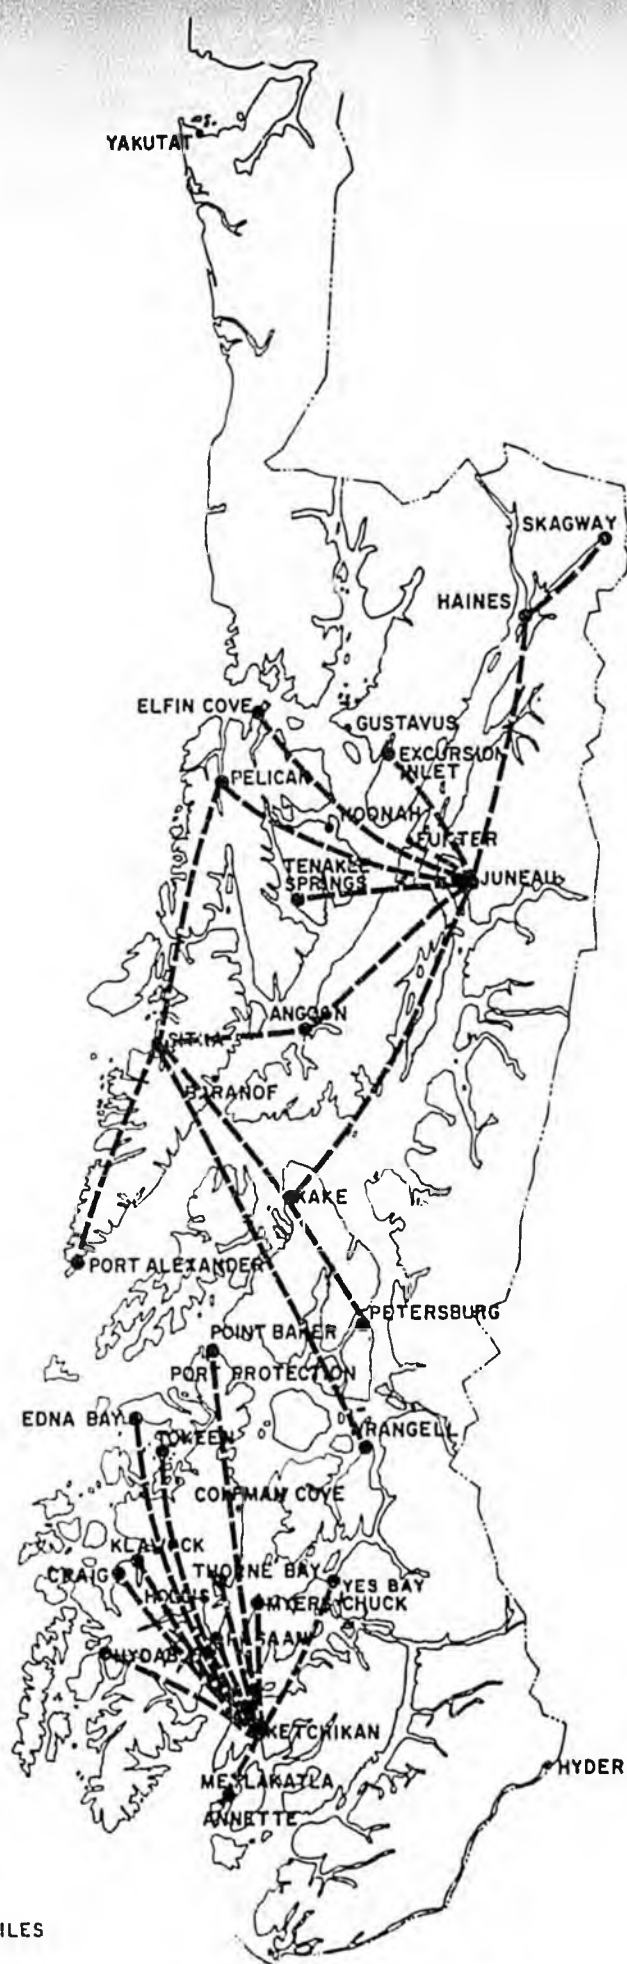 YAKUTAT
SKAGWAY
HAINES
ELFIN COVE
GUSTAVUS
EXCURSION
INLET
PELICAN
HOONAH
TENAKEE
SPRINGS
JUNEAU
ANGOON
SITKA
BARANOF
KAKE
PORT ALEXANDER
PETERSBURG
POINT BAKER
PORT PROTECTION
EDNA BAY
TOKEEN
WRANGELL
COFFMAN COVE
KLAWOCK
CRAIG
THORNE BAY
YES BAY
HOLLIS
MYERS CHUCK
KETCHIKAN
METLAKATLA
ANNETTE
HYDER